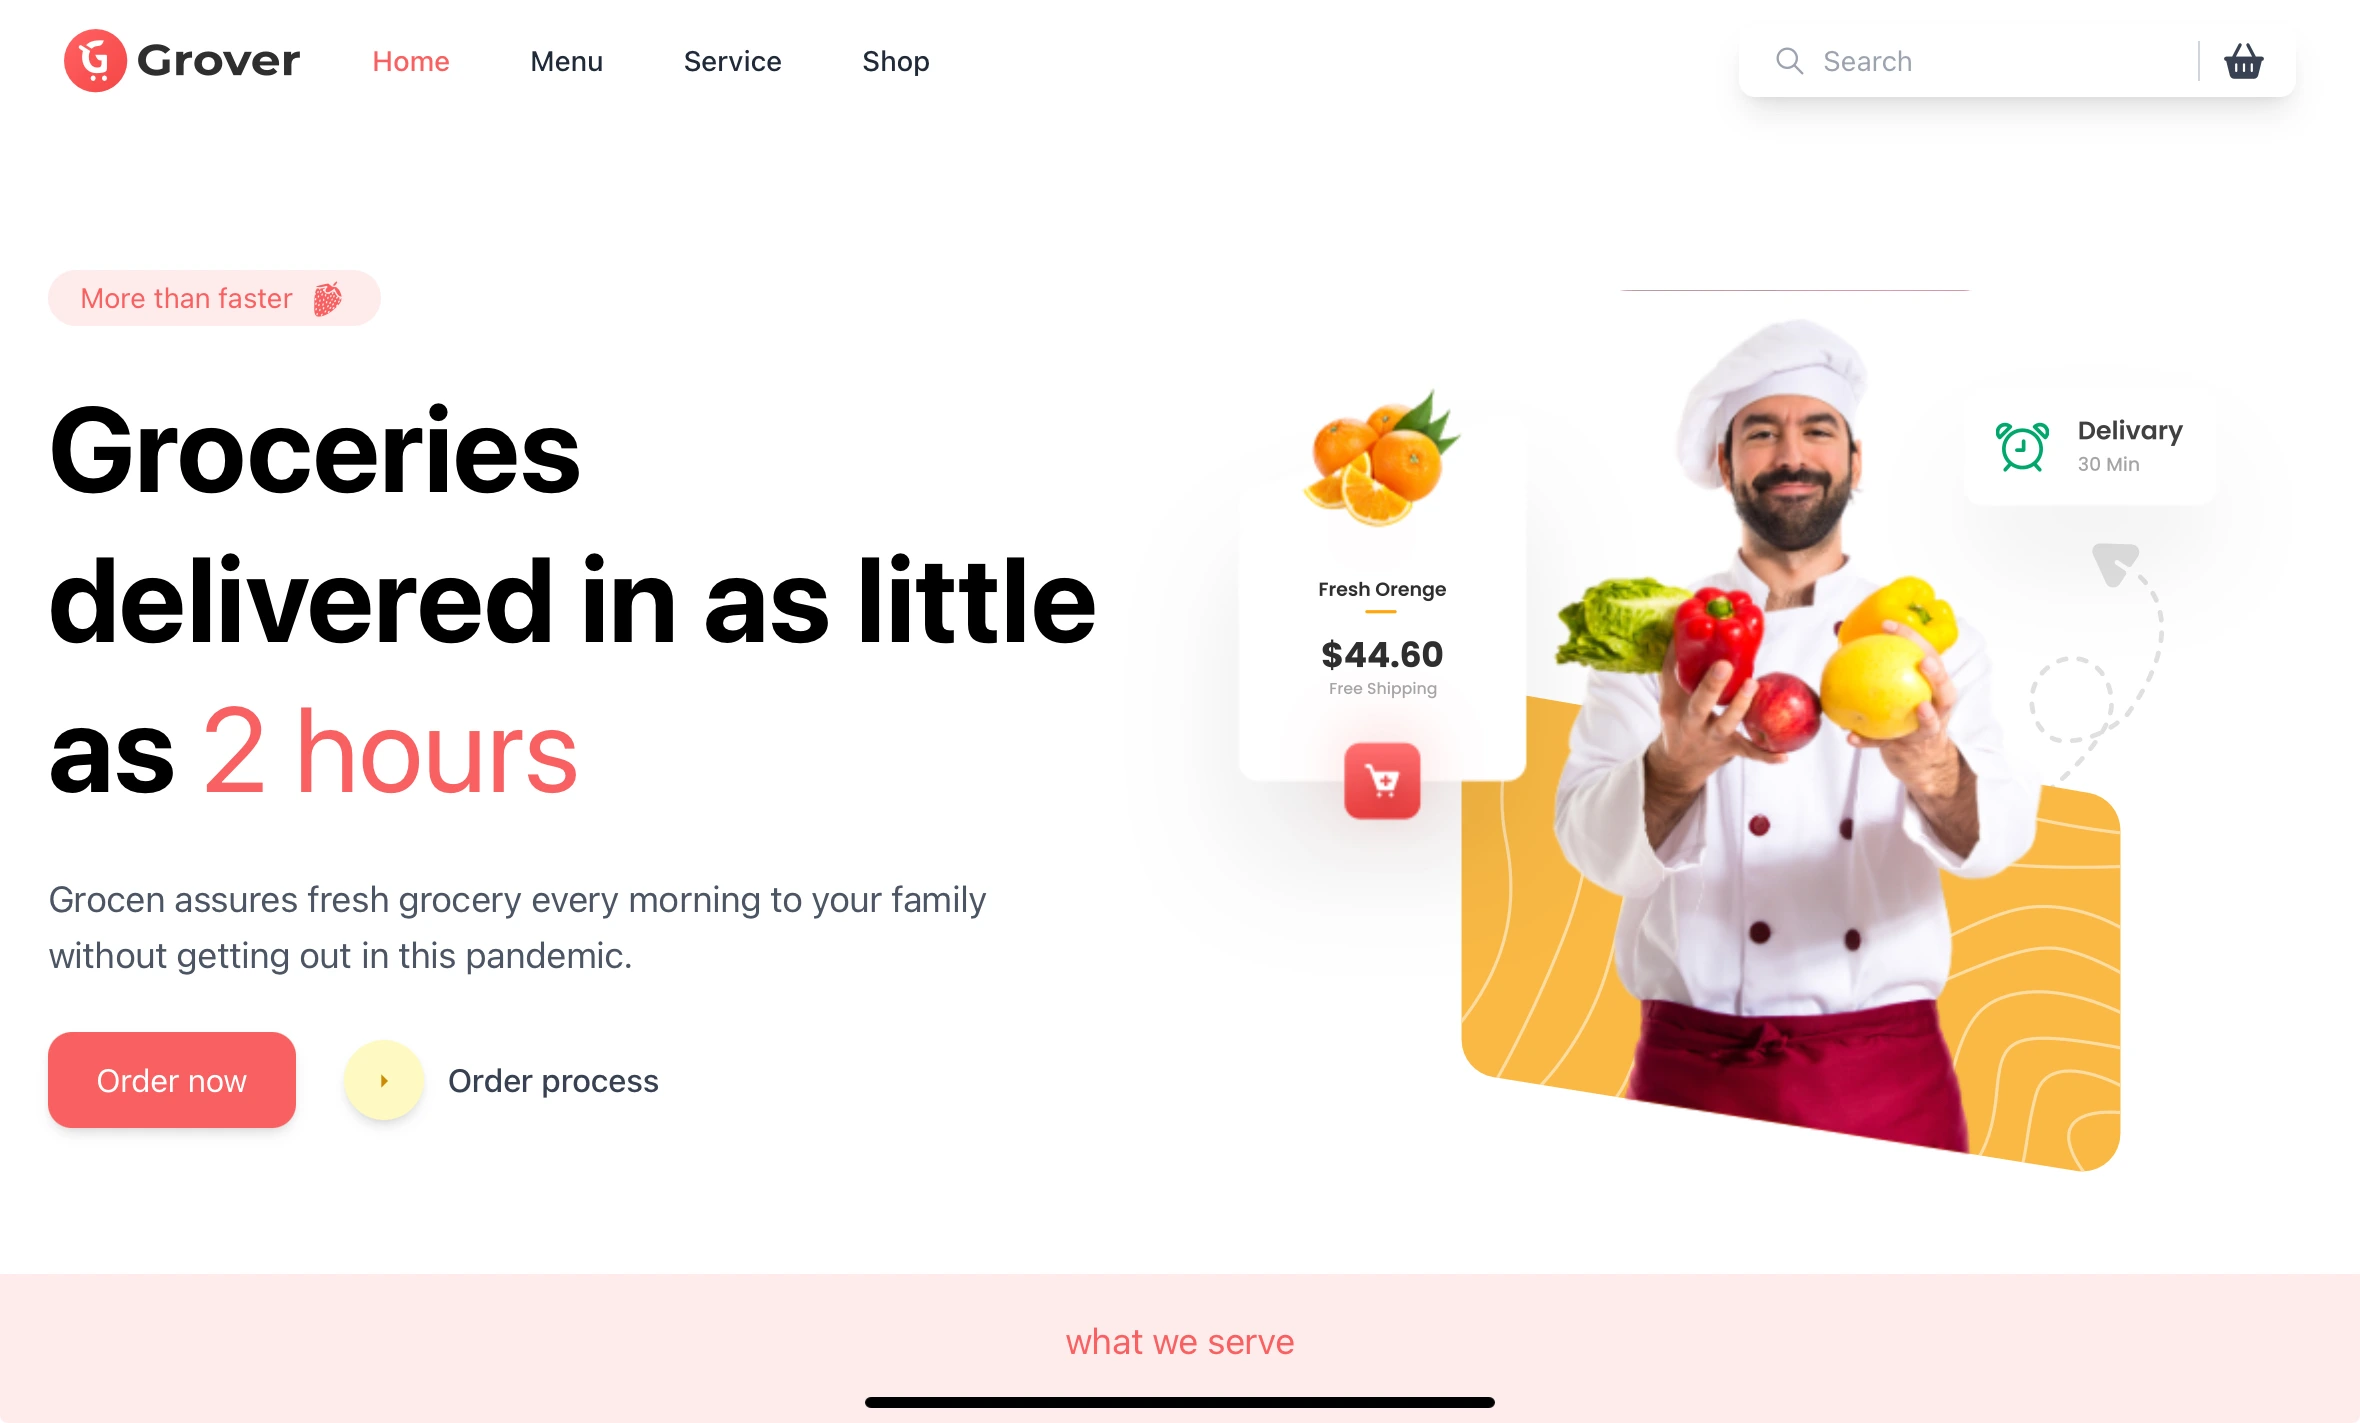 Grover
Home
Menu
Service
Shop
Search
More than faster
Groceries
delivered in as little
as 2 hours
Grocen assures fresh grocery every morning to your family
without getting out in this pandemic.
Order now
Order process
Fresh Orenge
$44.60
Free Shipping
Delivary
30 Min
what we serve